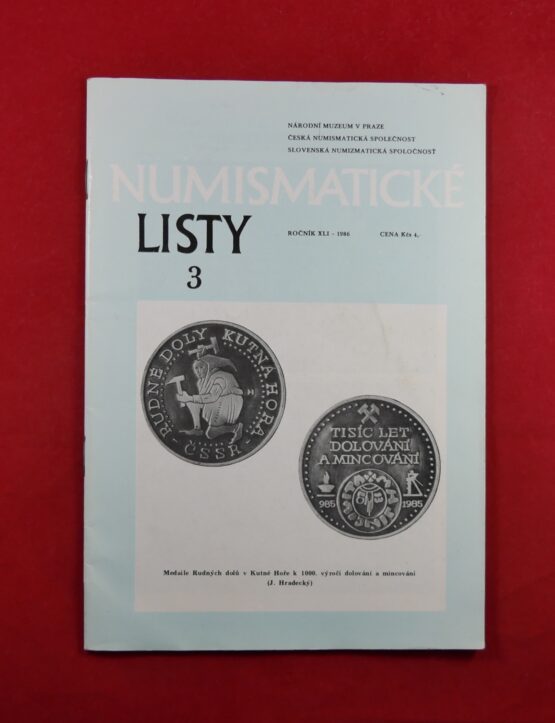 NÁRODNÍ MUZEUM V PRAZE
ČESKÁ NUMISMATICKÁ SPOLEČNOST
SLOVENSKÁ NUMIZMATICKÁ SPOLOČNOSŤ
NUMISMATICKÉ
LISTY
ROČNÍK XLI - 1986
CENA Kčs 4,-
3
RUDNÉ DOLY KUTNÁ HORA
ČSSR
TISÍC LET
DOLOVÁNÍ
A MINCOVÁNÍ
985
1985
Medaile Rudných dolů v Kutné Hoře k 1000. výročí dolování a mincování
(J. Hradecký)